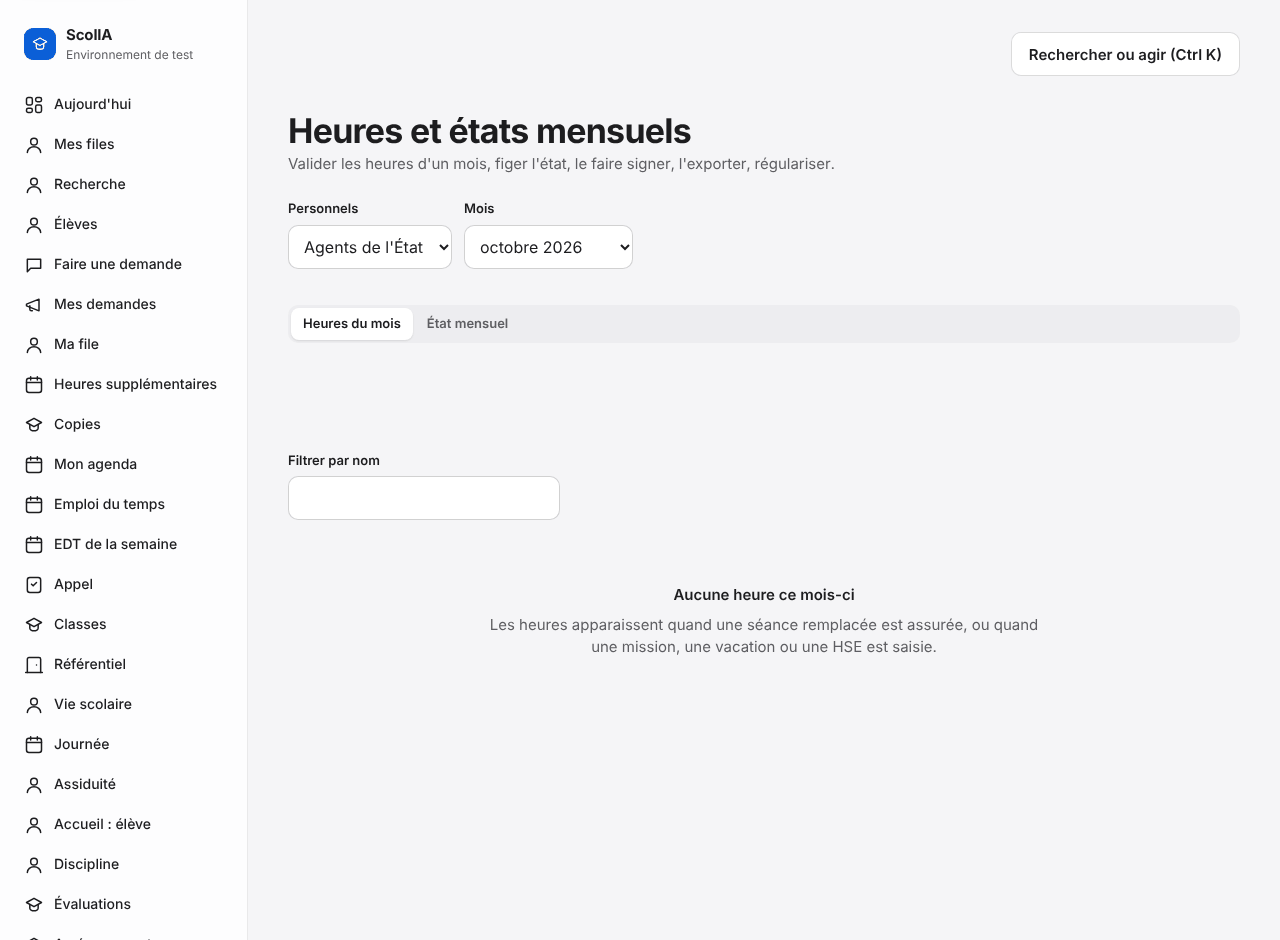 ScolIA
Environnement de test
Rechercher ou agir (Ctrl K)
Aujourd'hui
Mes files
Recherche
Élèves
Faire une demande
Mes demandes
Ma file
Heures supplémentaires
Copies
Mon agenda
Emploi du temps
EDT de la semaine
Appel
Classes
Référentiel
Vie scolaire
Journée
Assiduité
Accueil : élève
Discipline
Évaluations
Heures et états mensuels
Valider les heures d'un mois, figer l'état, le faire signer, l'exporter, régulariser.
Personnels
Mois
Agents de l'État
octobre 2026
Heures du mois
État mensuel
Filtrer par nom
Aucune heure ce mois-ci
Les heures apparaissent quand une séance remplacée est assurée, ou quand
une mission, une vacation ou une HSE est saisie.